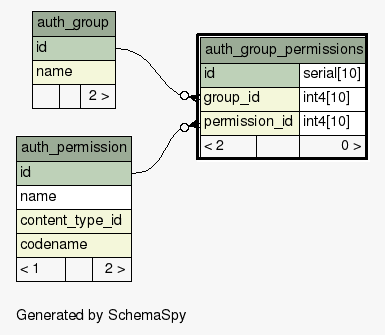 auth_group
id
name
2 >
auth_group_permissions
id serial[10]
group_id int4[10]
permission_id int4[10]
< 2 0 >
auth_permission
id
name
content_type_id
codename
< 1 2 >
Generated by SchemaSpy